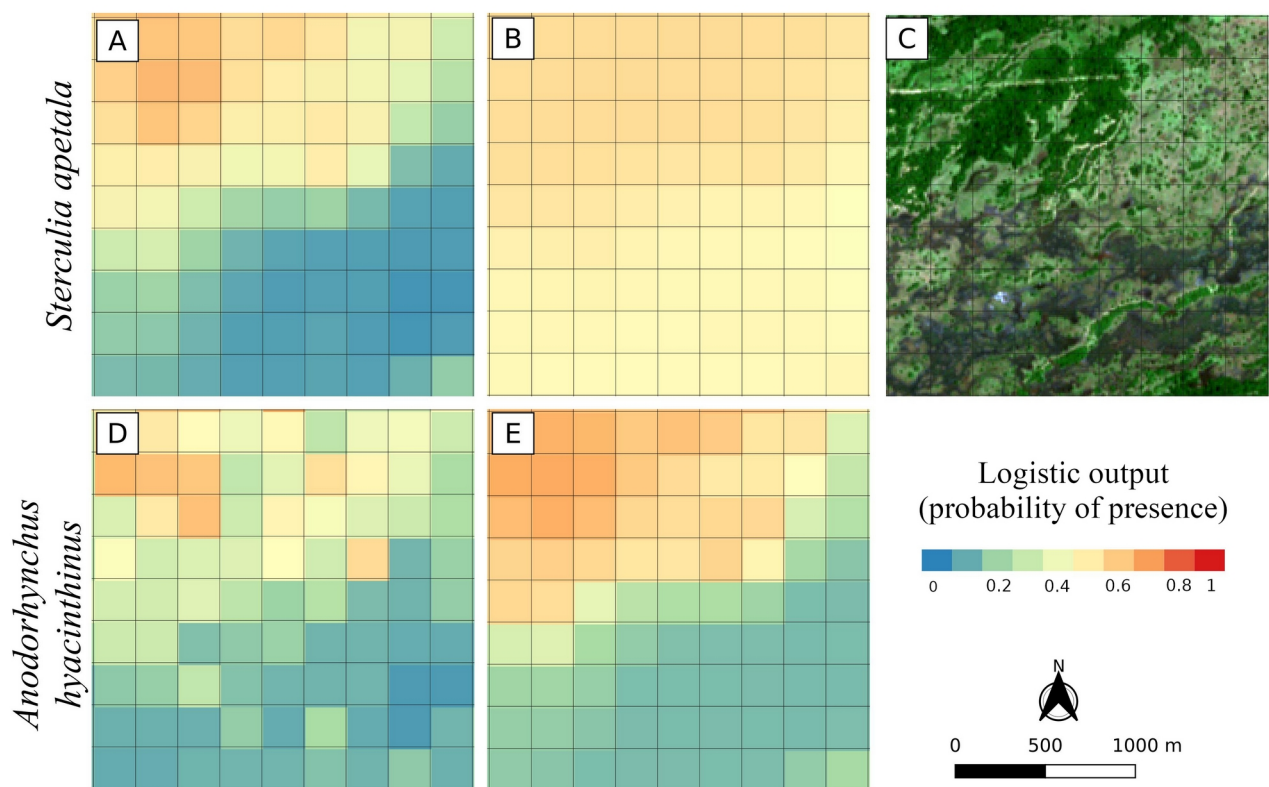 A
B
C
Sterculia apetala
D
E
Anodorhynchus
hyacinthinus
Logistic output
(probability of presence)
0 0.2 0.4 0.6 0.8 1
N
0 500 1000 m